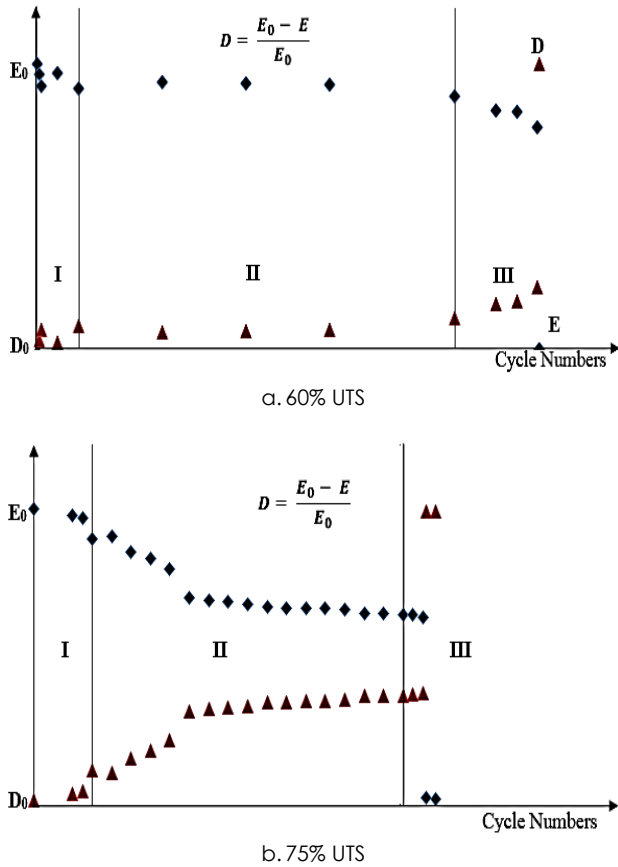 D = E₀ − E / E₀
D
E₀
I
II
III
E
D₀
Cycle Numbers
a. 60% UTS
E₀
D = E₀ − E / E₀
I
II
III
D₀
Cycle Numbers
b. 75% UTS